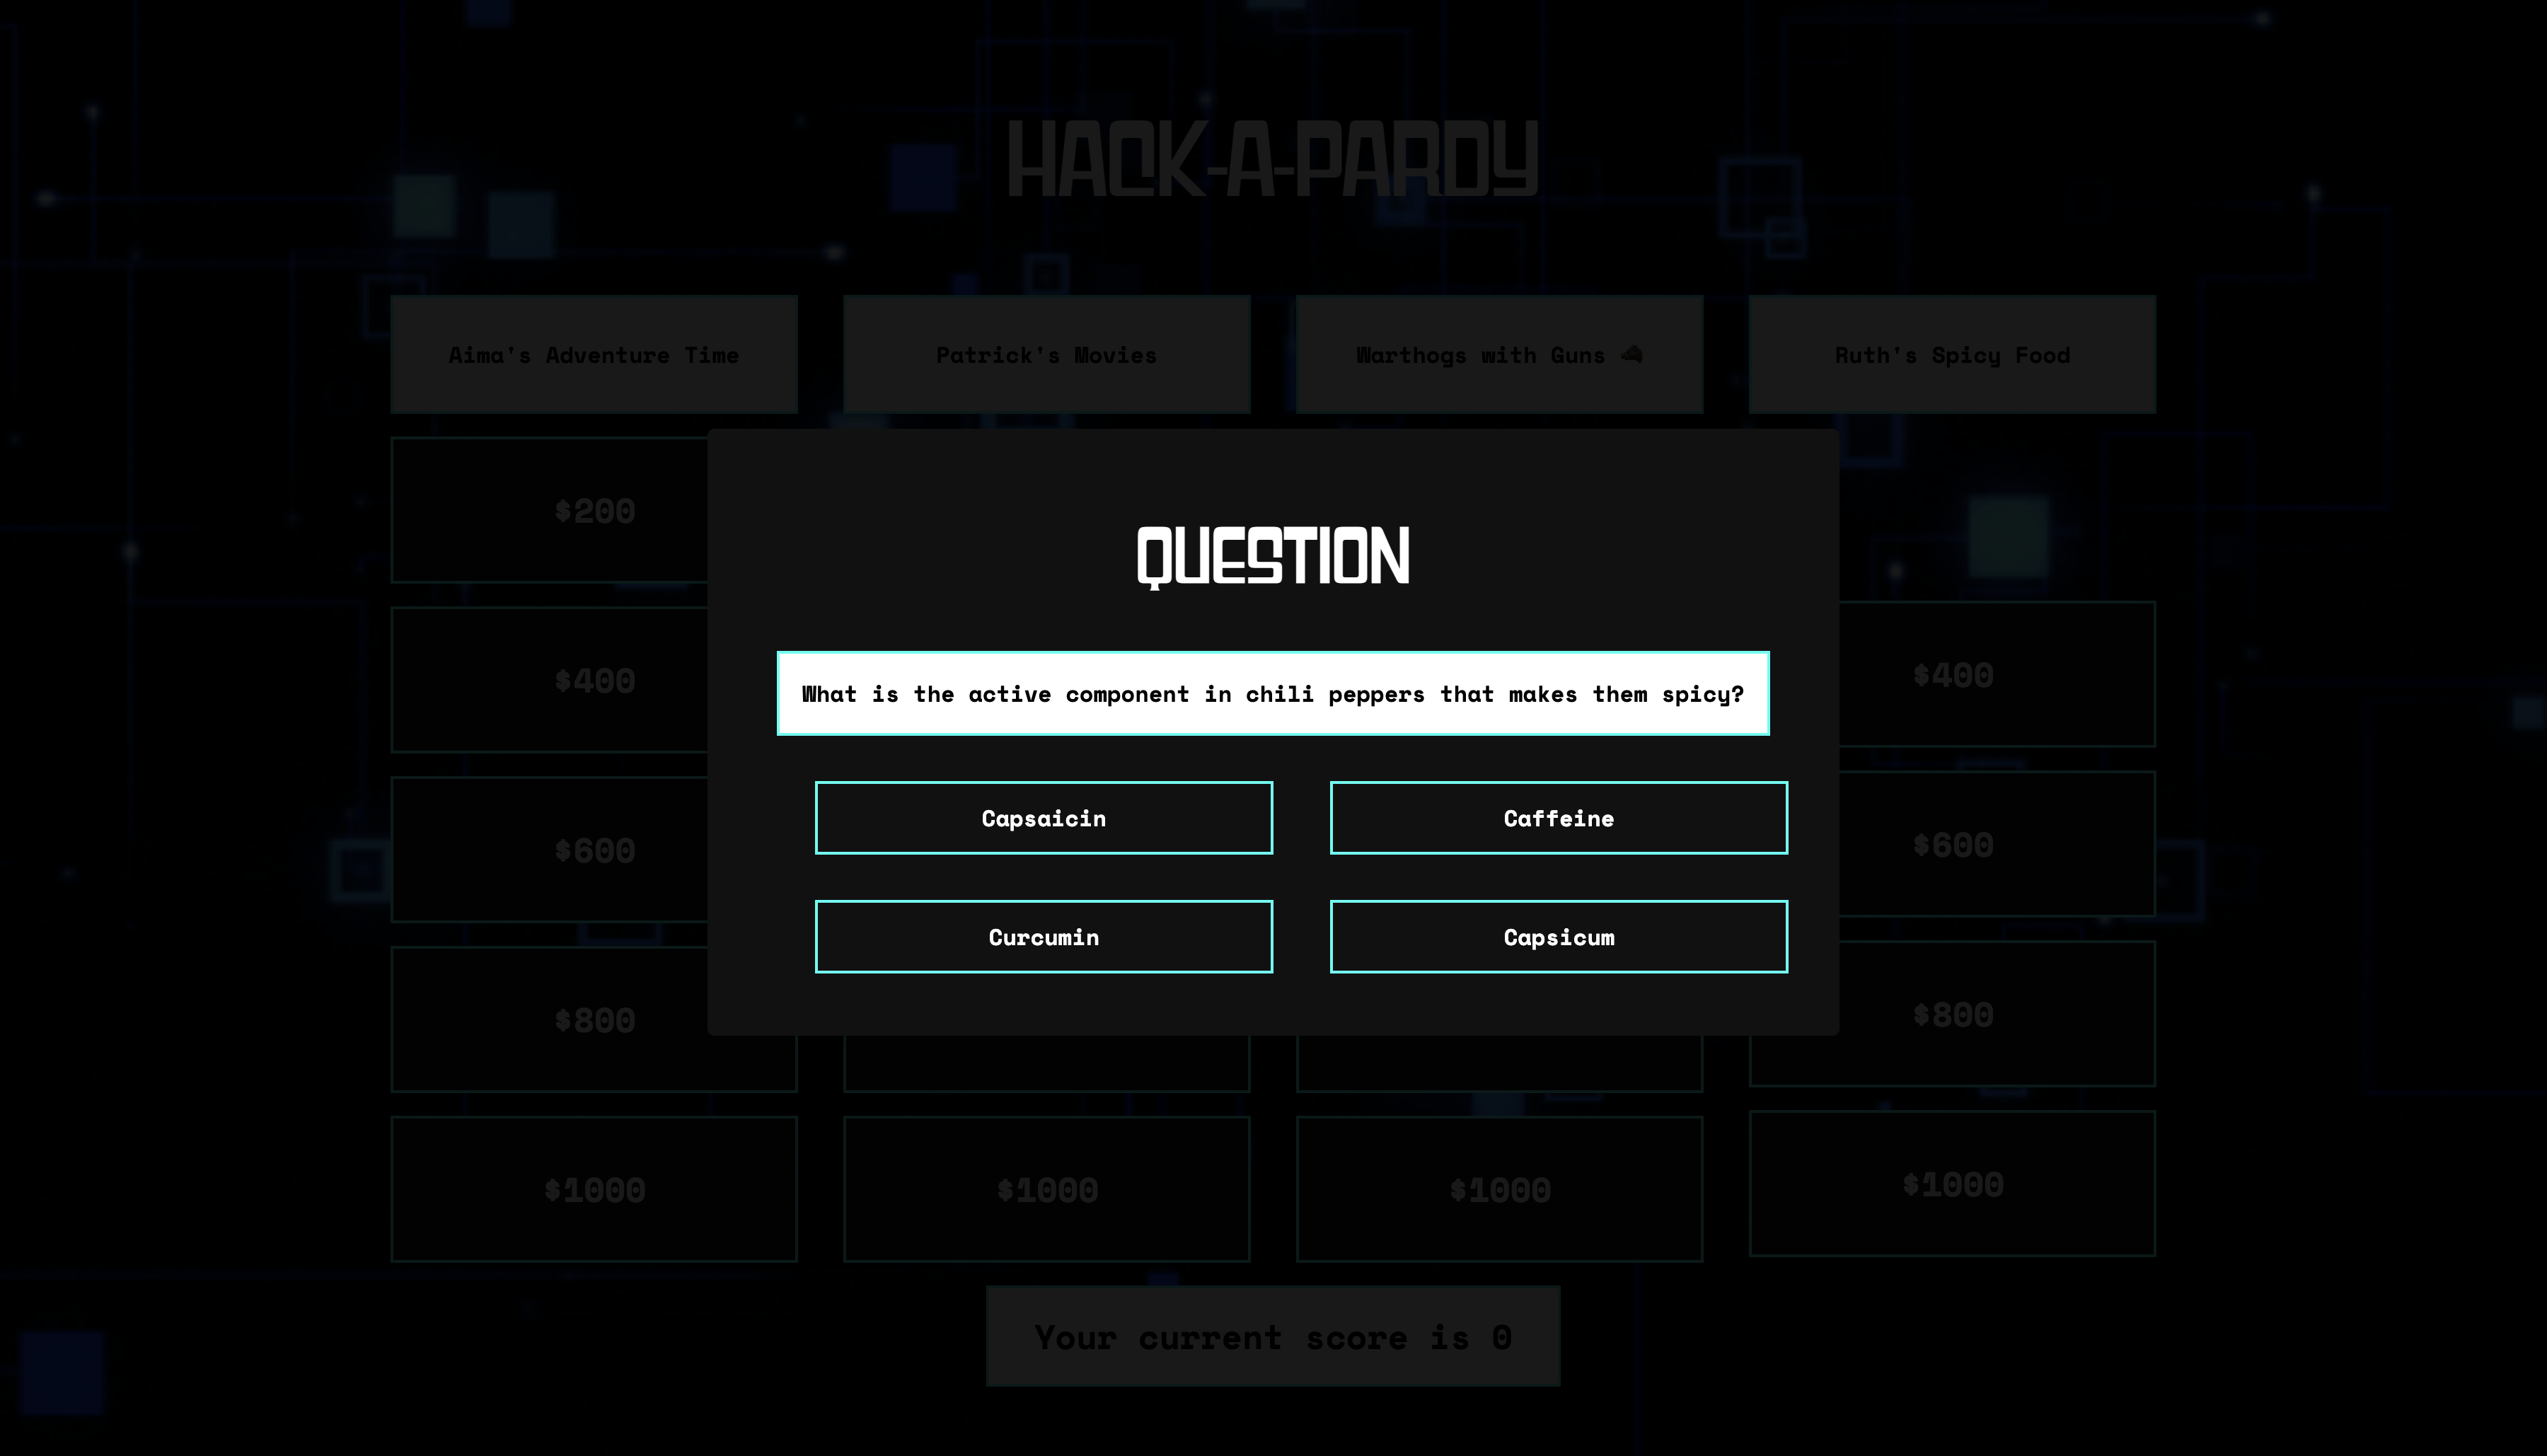 HACK-A-PARDY
Aima's Adventure Time
Patrick's Movies
Warthogs with Guns 🐗
Ruth's Spicy Food
$200
QUESTION
What is the active component in chili peppers that makes them spicy?
Capsaicin
Caffeine
Curcumin
Capsicum
$400
$400
$600
$600
$800
$800
$1000
$1000
$1000
$1000
Your current score is 0